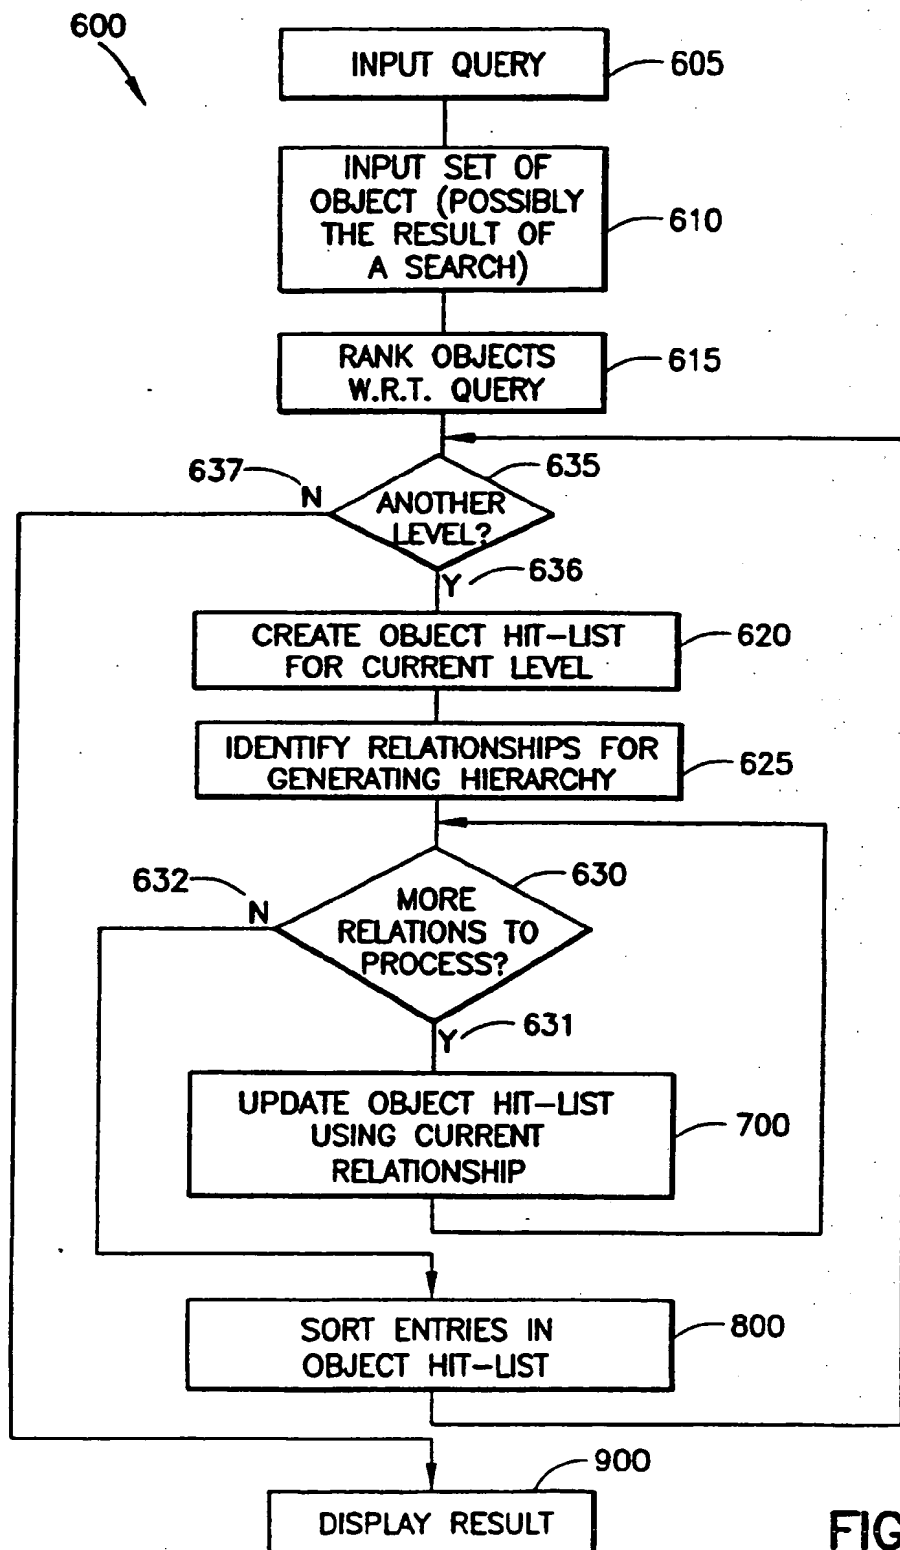 600
INPUT QUERY
605
INPUT SET OF
OBJECT (POSSIBLY
THE RESULT OF
A SEARCH)
610
RANK OBJECTS
W.R.T. QUERY
615
637
N
635
ANOTHER
LEVEL?
Y
636
CREATE OBJECT HIT-LIST
FOR CURRENT LEVEL
620
IDENTIFY RELATIONSHIPS FOR
GENERATING HIERARCHY
625
632
N
630
MORE
RELATIONS TO
PROCESS?
Y
631
UPDATE OBJECT HIT-LIST
USING CURRENT
RELATIONSHIP
700
SORT ENTRIES IN
OBJECT HIT-LIST
800
900
DISPLAY RESULT
FIG